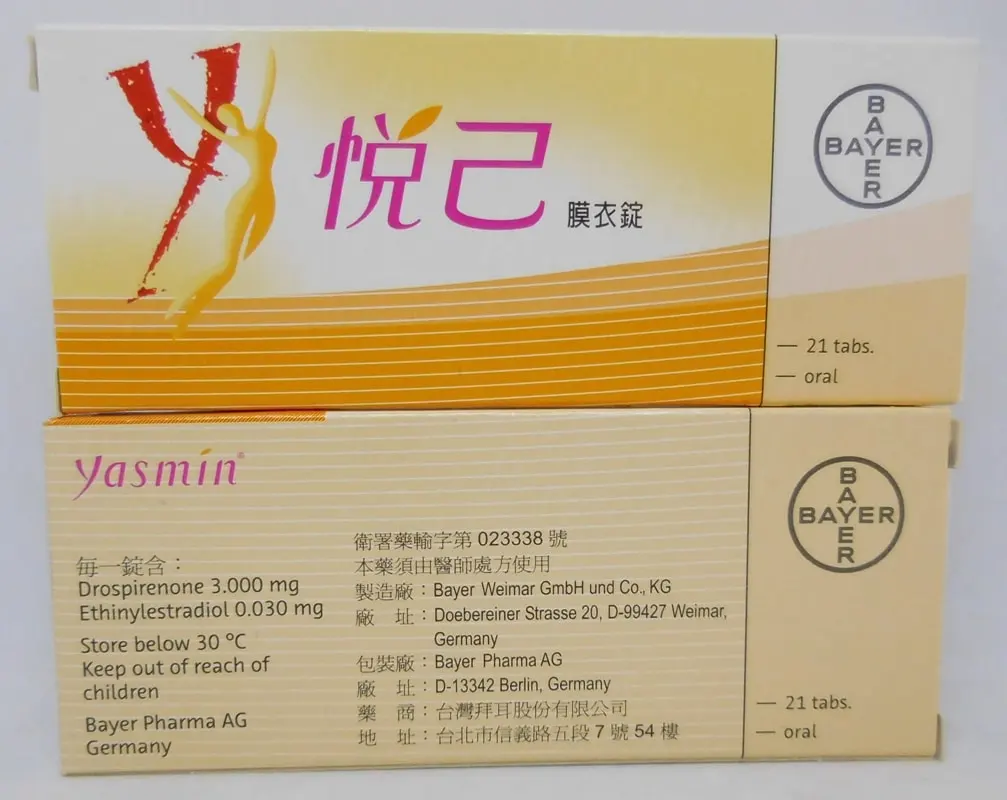 悦己 膜衣錠
BAYER
BAYER
21 tabs.
oral
yasmin®
每一錠含：
Drospirenone 3.000 mg
Ethinylestradiol 0.030 mg
Store below 30 °C
Keep out of reach of
children
Bayer Pharma AG
Germany
衛署藥輸字第 023338 號
本藥須由醫師處方使用
製造廠：Bayer Weimar GmbH und Co., KG
廠 址：Doebereiner Strasse 20, D-99427 Weimar,
Germany
包裝廠：Bayer Pharma AG
廠 址：D-13342 Berlin, Germany
藥 商：台灣拜耳股份有限公司
地 址：台北市信義路五段 7 號 54 樓
BAYER
BAYER
21 tabs.
oral